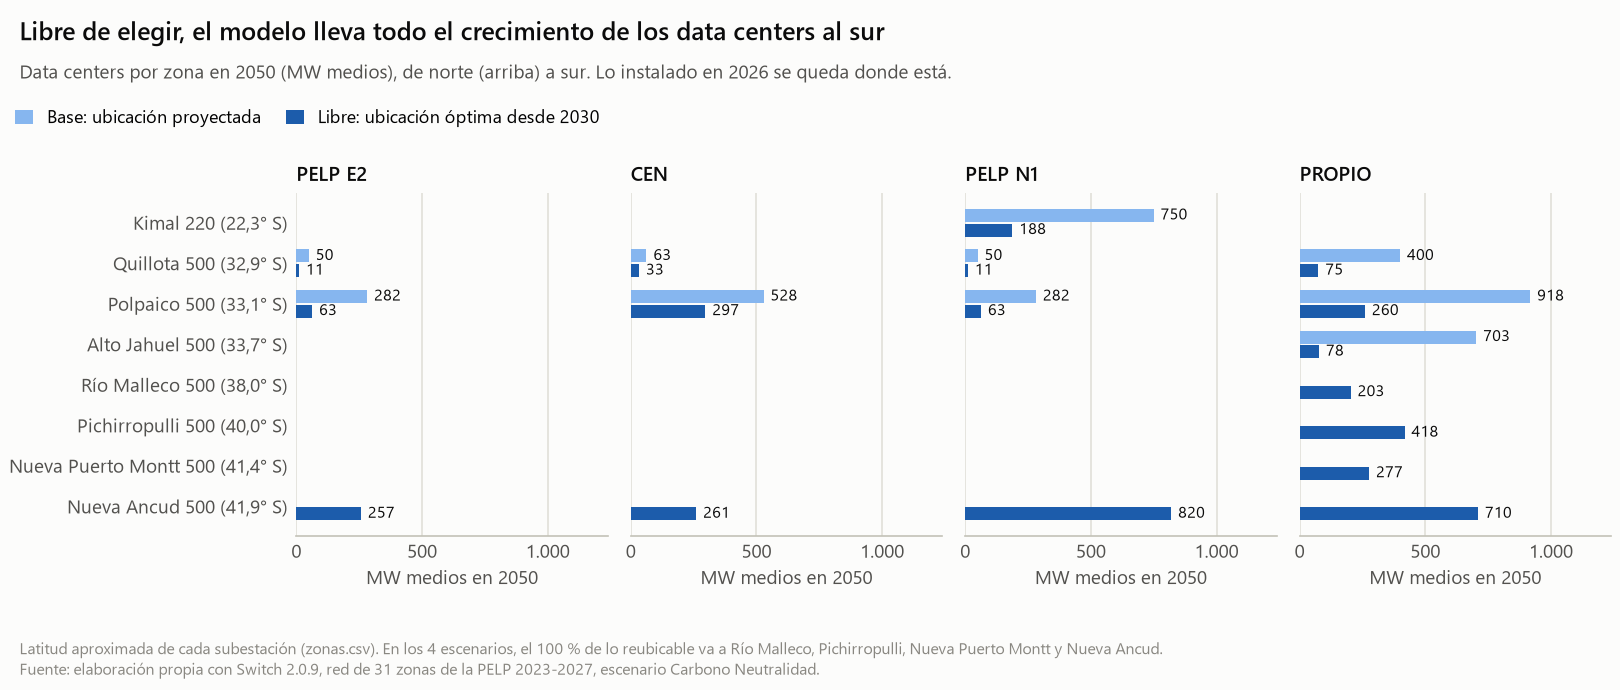 Libre de elegir, el modelo lleva todo el crecimiento de los data centers al sur
Data centers por zona en 2050 (MW medios), de norte (arriba) a sur. Lo instalado en 2026 se queda donde está.
Base: ubicación proyectada Libre: ubicación óptima desde 2030
PELP E2 CEN PELP N1 PROPIO
Kimal 220 (22,3° S) 750
188
Quillota 500 (32,9° S) 50 63 50 400
11 33 11 75
Polpaico 500 (33,1° S) 282 528 282 918
63 297 63 260
Alto Jahuel 500 (33,7° S) 703
78
Río Malleco 500 (38,0° S) 203
Pichirropulli 500 (40,0° S) 418
Nueva Puerto Montt 500 (41,4° S) 277
Nueva Ancud 500 (41,9° S) 257 261 820 710
0 500 1.000 0 500 1.000 0 500 1.000 0 500 1.000
MW medios en 2050 MW medios en 2050 MW medios en 2050 MW medios en 2050
Latitud aproximada de cada subestación (zonas.csv). En los 4 escenarios, el 100 % de lo reubicable va a Río Malleco, Pichirropulli, Nueva Puerto Montt y Nueva Ancud.
Fuente: elaboración propia con Switch 2.0.9, red de 31 zonas de la PELP 2023-2027, escenario Carbono Neutralidad.